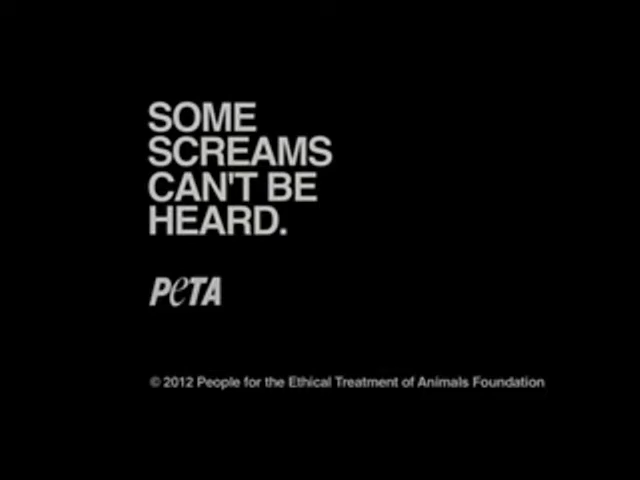 SOME
SCREAMS
CAN'T BE
HEARD.
PeTA
© 2012 People for the Ethical Treatment of Animals Foundation